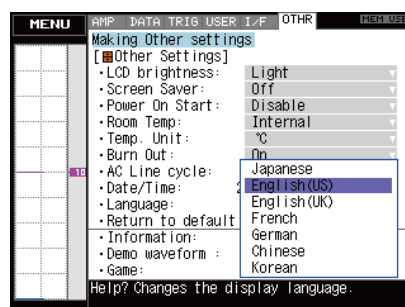 MENU AMP DATA TRIG USER I/F OTHR MEM USE
Making Other settings
[Other Settings]
・LCD brightness: Light
・Screen Saver: Off
・Power On Start: Disable
・Room Temp: Internal
・Temp. Unit: ℃
・Burn Out: On
10 ・AC Line cycle:
・Date/Time: 2
・Language:
・Return to default
・Information:
・Demo waveform :
・Game:
Japanese
English(US)
English(UK)
French
German
Chinese
Korean
Help? Changes the display language.